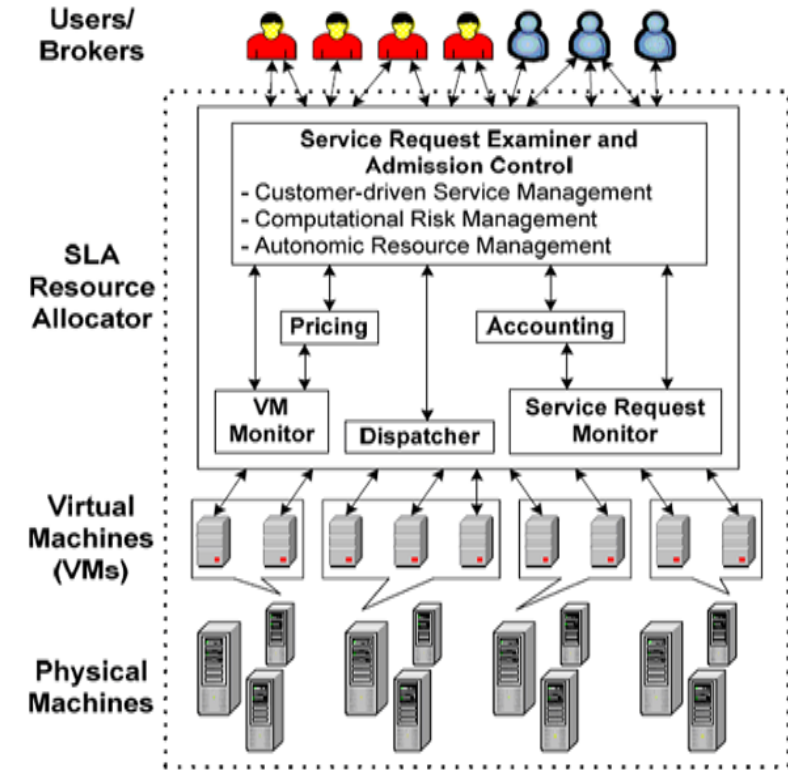 Users/
Brokers
Service Request Examiner and
Admission Control
- Customer-driven Service Management
- Computational Risk Management
- Autonomic Resource Management
SLA
Resource
Allocator
Pricing
Accounting
VM
Monitor
Dispatcher
Service Request
Monitor
Virtual
Machines
(VMs)
Physical
Machines